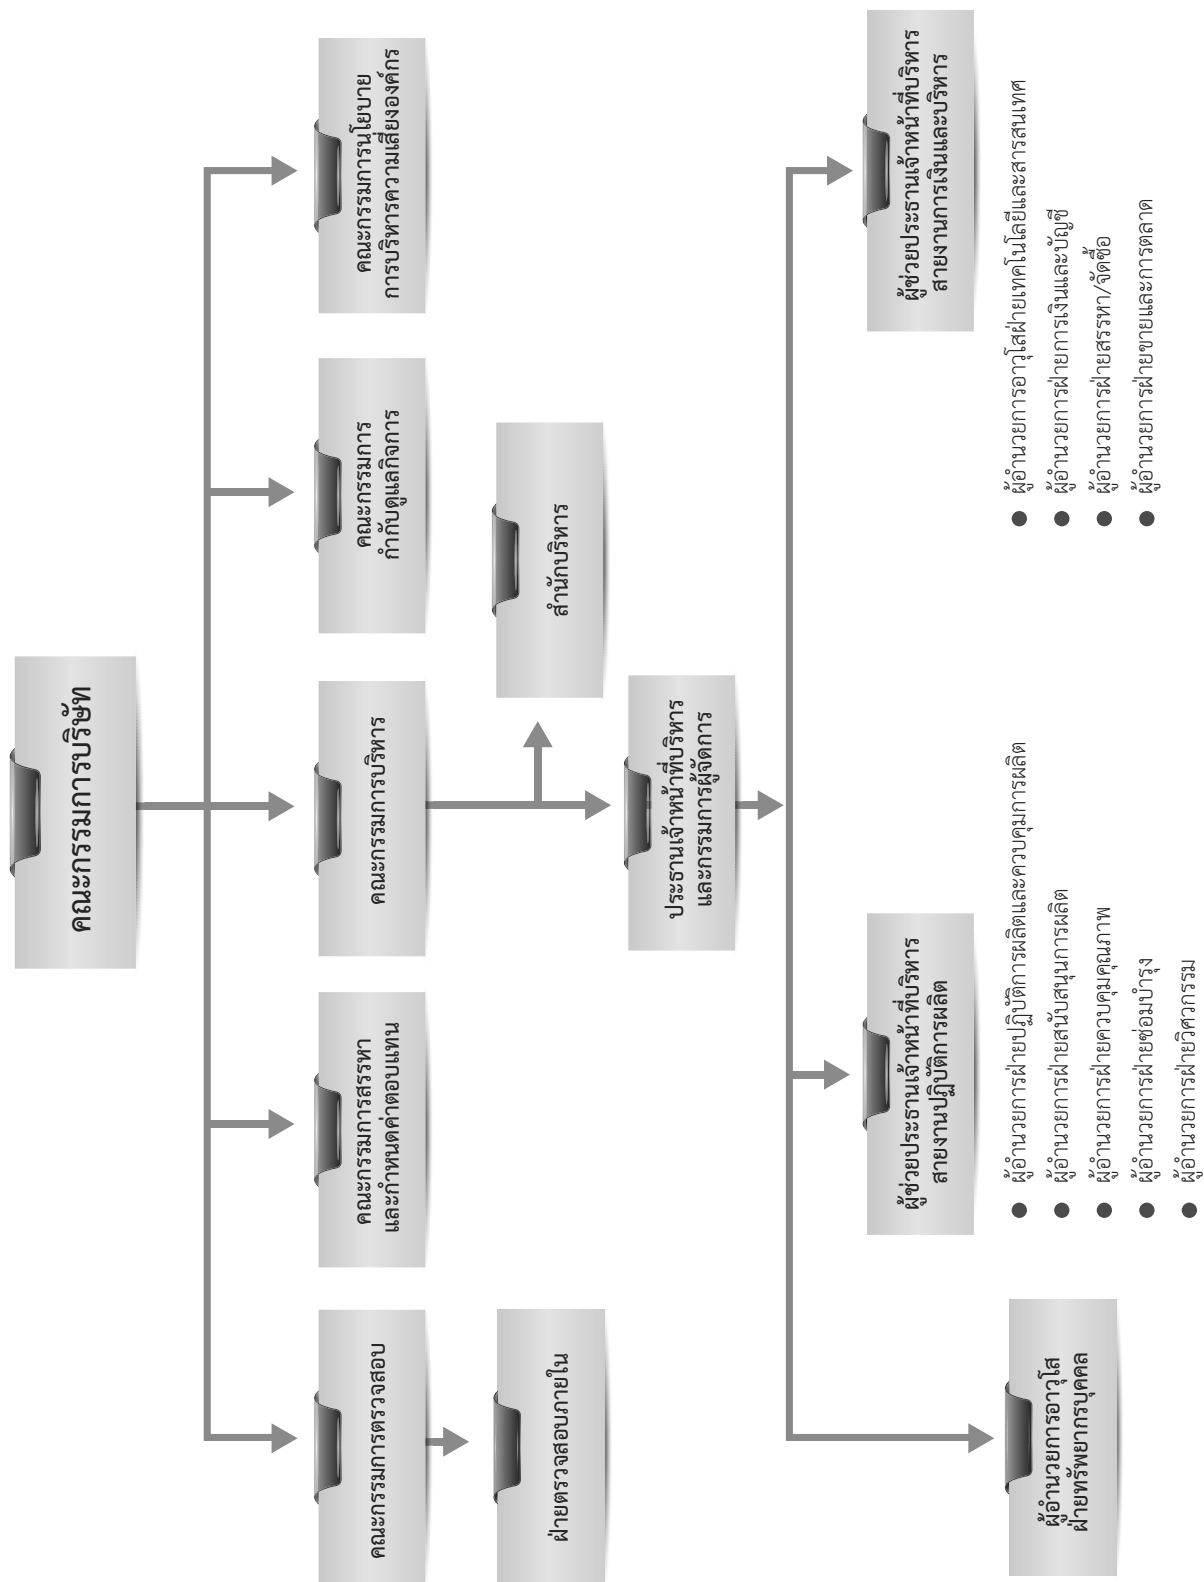 คณะกรรมการบริษัท
คณะกรรมการตรวจสอบ
คณะกรรมการสรรหา
และกำหนดค่าตอบแทน
คณะกรรมการบริหาร
คณะกรรมการ
กำกับดูแลกิจการ
คณะกรรมการนโยบาย
การบริหารความเสี่ยงองค์กร
ฝ่ายตรวจสอบภายใน
สำนักบริหาร
ประธานเจ้าหน้าที่บริหาร
และกรรมการผู้จัดการ
ผู้อำนวยการอาวุโส
ฝ่ายทรัพยากรบุคคล
ผู้ช่วยประธานเจ้าหน้าที่บริหาร
สายงานปฏิบัติการผลิต
● ผู้อำนวยการฝ่ายปฏิบัติการผลิตและควบคุมการผลิต
● ผู้อำนวยการฝ่ายสนับสนุนการผลิต
● ผู้อำนวยการฝ่ายควบคุมคุณภาพ
● ผู้อำนวยการฝ่ายซ่อมบำรุง
● ผู้อำนวยการฝ่ายวิศวกรรม
ผู้ช่วยประธานเจ้าหน้าที่บริหาร
สายงานการเงินและบริหาร
● ผู้อำนวยการอาวุโสฝ่ายเทคโนโลยีและสารสนเทศ
● ผู้อำนวยการฝ่ายการเงินและบัญชี
● ผู้อำนวยการฝ่ายสรรหา/จัดซื้อ
● ผู้อำนวยการฝ่ายขายและการตลาด